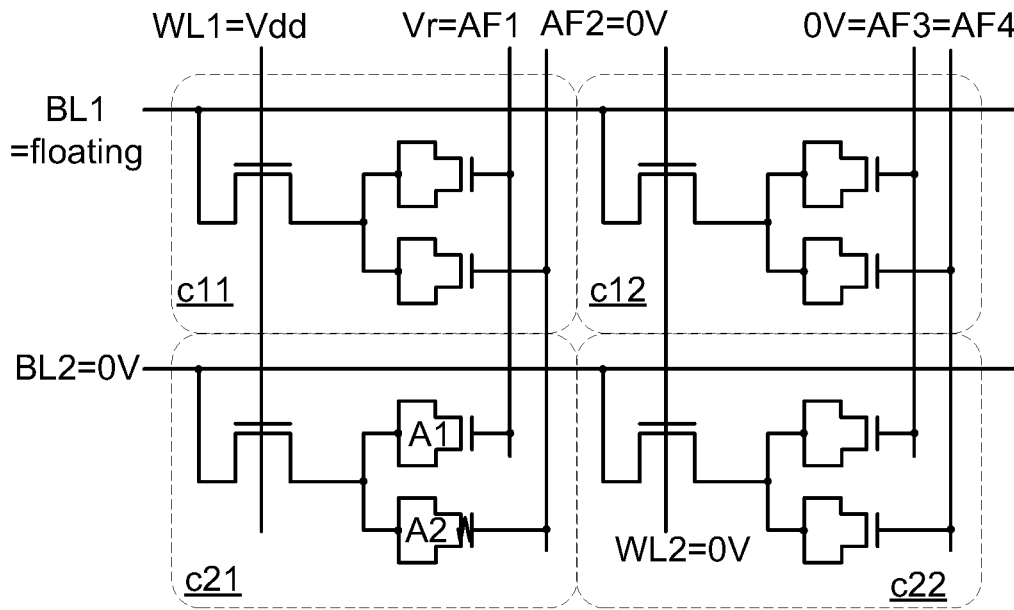 WL1=Vdd Vr=AF1 AF2=0V 0V=AF3=AF4
BL1
=floating
c11 c12
BL2=0V
A1
A2
WL2=0V
c21 c22